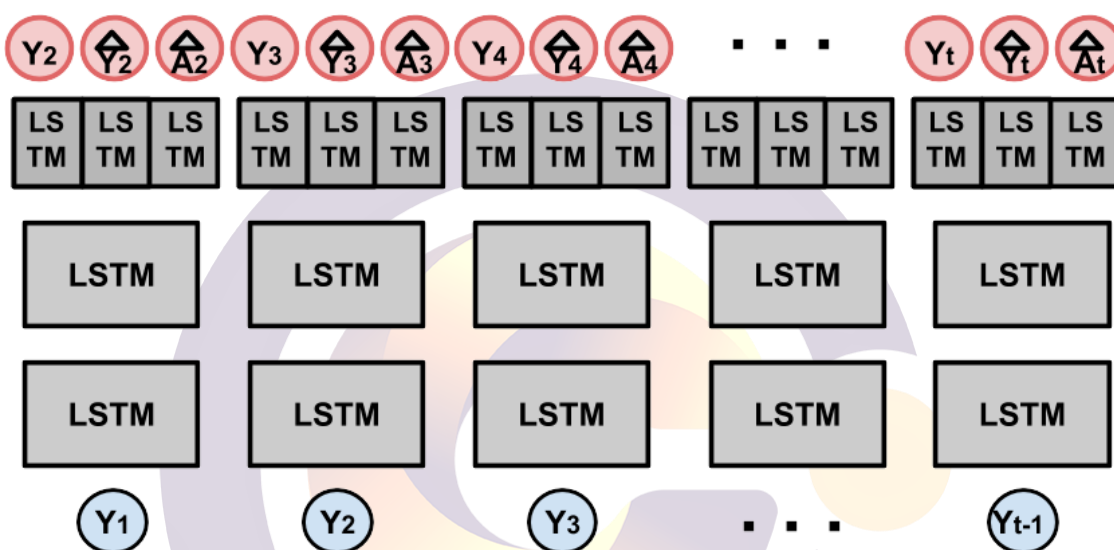 Y2 Ŷ2 Â2 Y3 Ŷ3 Â3 Y4 Ŷ4 Â4 . . . Yt Ŷt Ât
LS LS LS LS LS LS LS LS LS LS LS LS LS LS LS
TM TM TM TM TM TM TM TM TM TM TM TM TM TM TM
LSTM LSTM LSTM LSTM LSTM
LSTM LSTM LSTM LSTM LSTM
Y1 Y2 Y3 . . . Yt-1